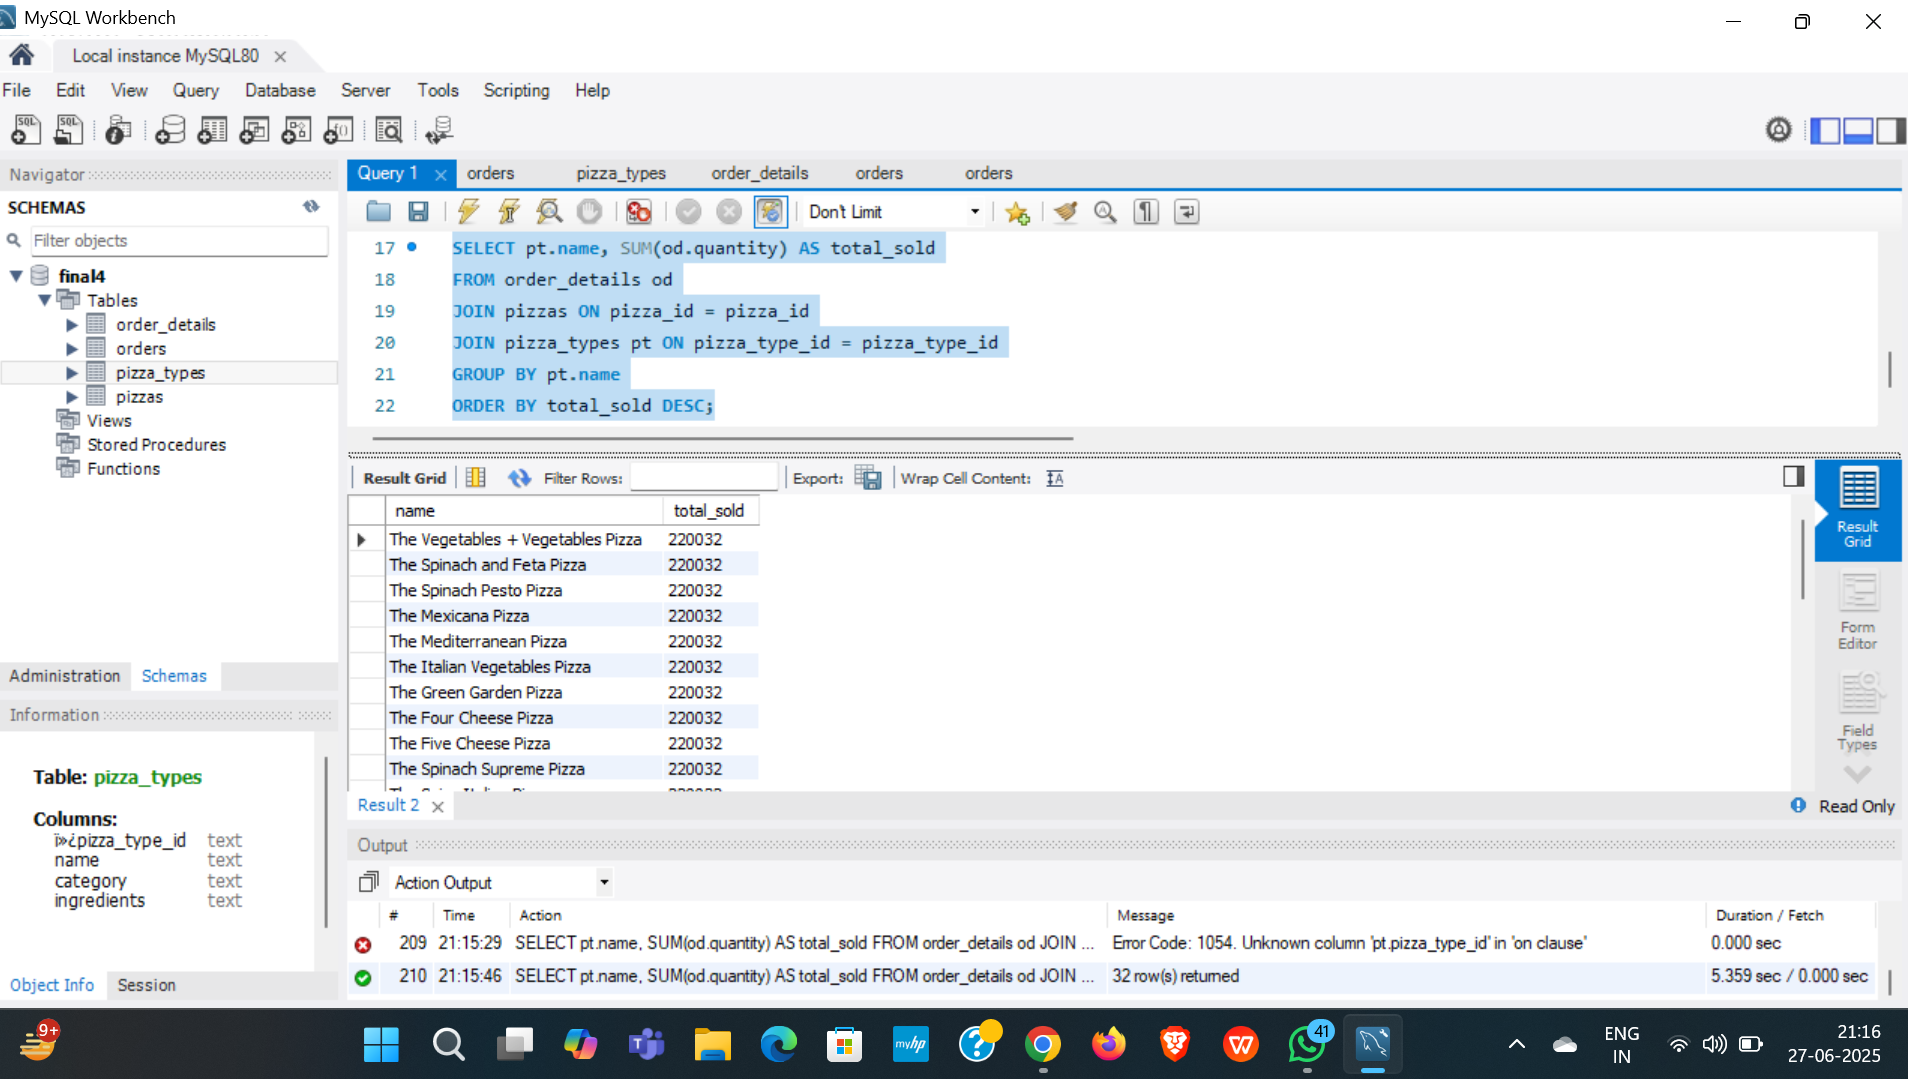 MySQL Workbench
Local instance MySQL80
File Edit View Query Database Server Tools Scripting Help
Navigator
SCHEMAS
Filter objects
final4
Tables
order_details
orders
pizza_types
pizzas
Views
Stored Procedures
Functions
Administration Schemas
Information
Table: pizza_types
Columns:
ï»¿pizza_type_id text
name text
category text
ingredients text
Object Info Session
Query 1 orders pizza_types order_details orders orders
Don't Limit
17 SELECT pt.name, SUM(od.quantity) AS total_sold
18 FROM order_details od
19 JOIN pizzas ON pizza_id = pizza_id
20 JOIN pizza_types pt ON pizza_type_id = pizza_type_id
21 GROUP BY pt.name
22 ORDER BY total_sold DESC;
Result Grid Filter Rows: Export: Wrap Cell Content:
name total_sold
The Vegetables + Vegetables Pizza 220032
The Spinach and Feta Pizza 220032
The Spinach Pesto Pizza 220032
The Mexicana Pizza 220032
The Mediterranean Pizza 220032
The Italian Vegetables Pizza 220032
The Green Garden Pizza 220032
The Four Cheese Pizza 220032
The Five Cheese Pizza 220032
The Spinach Supreme Pizza 220032
Result 2
Result
Grid
Form
Editor
Field
Types
Read Only
Output
Action Output
# Time Action Message Duration / Fetch
209 21:15:29 SELECT pt.name, SUM(od.quantity) AS total_sold FROM order_details od JOIN ... Error Code: 1054. Unknown column 'pt.pizza_type_id' in 'on clause' 0.000 sec
210 21:15:46 SELECT pt.name, SUM(od.quantity) AS total_sold FROM order_details od JOIN ... 32 row(s) returned 5.359 sec / 0.000 sec
9+
myhp
41
ENG
IN
21:16
27-06-2025